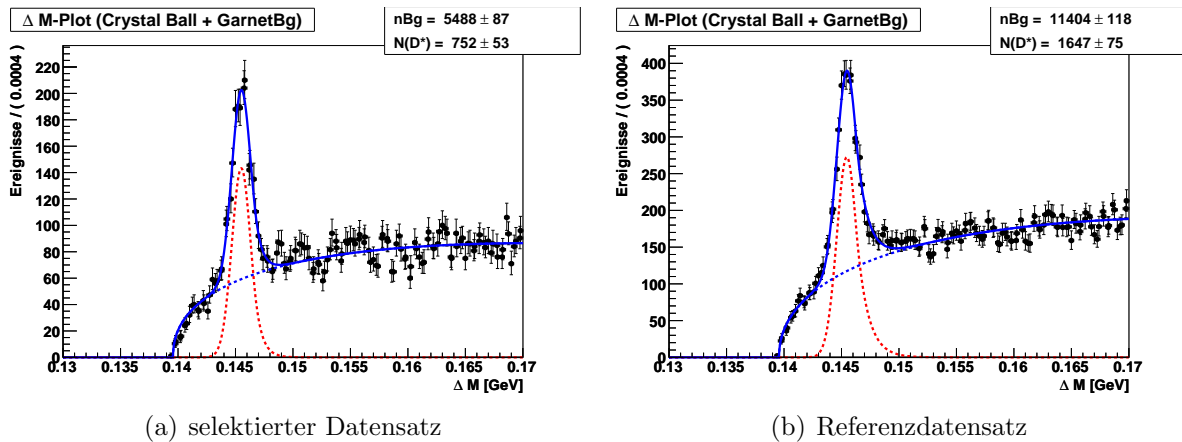 Δ M-Plot (Crystal Ball + GarnetBg)
nBg = 5488 ± 87
N(D*) = 752 ± 53
Ereignisse / ( 0.0004 )
220
200
180
160
140
120
100
80
60
40
20
0
0.13 0.135 0.14 0.145 0.15 0.155 0.16 0.165 0.17
Δ M [GeV]
(a) selektierter Datensatz
Δ M-Plot (Crystal Ball + GarnetBg)
nBg = 11404 ± 118
N(D*) = 1647 ± 75
Ereignisse / ( 0.0004 )
400
350
300
250
200
150
100
50
0
0.13 0.135 0.14 0.145 0.15 0.155 0.16 0.165 0.17
Δ M [GeV]
(b) Referenzdatensatz